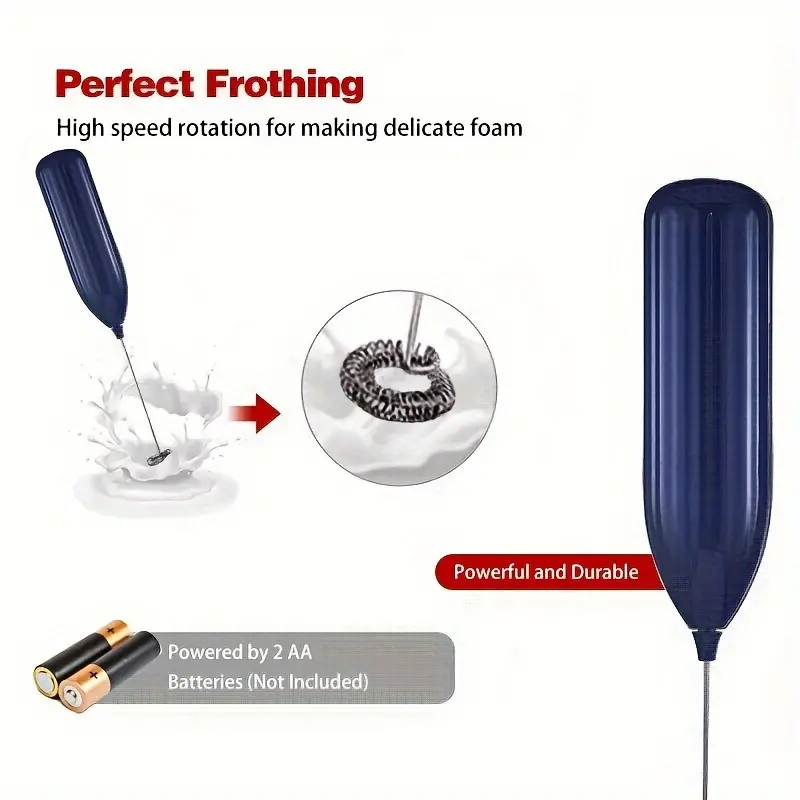 Perfect Frothing
High speed rotation for making delicate foam
Powerful and Durable
Powered by 2 AA
Batteries (Not Included)